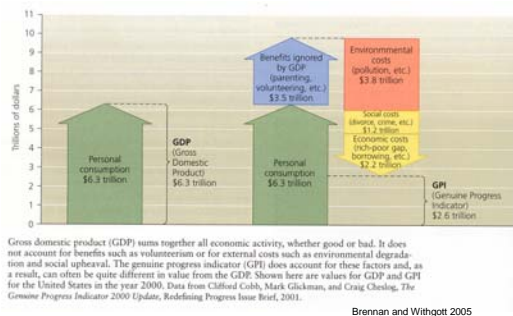 11
10
9
8
7
6
5
4
3
2
1
0
Trillions of dollars
Personal
consumption
$6.3 trillion
GDP
(Gross
Domestic
Product)
$6.3 trillion
Benefits ignored
by GDP
(parenting,
volunteering, etc.)
$3.5 trillion
Personal
consumption
$6.3 trillion
Environmental
costs
(pollution, etc.)
$3.8 trillion
Social costs
(divorce, crime, etc.)
$1.2 trillion
Economic costs
(rich-poor gap,
borrowing, etc.)
$2.2 trillion
GPI
(Genuine Progress
Indicator)
$2.6 trillion
Gross domestic product (GDP) sums together all economic activity, whether good or bad. It does
not account for benefits such as volunteerism or for external costs such as environmental degrada-
tion and social upheaval. The genuine progress indicator (GPI) does account for these factors and, as
a result, can often be quite different in value from the GDP. Shown here are values for GDP and GPI
for the United States in the year 2000. Data from Clifford Cobb, Mark Glickman, and Craig Cheslog, The
Genuine Progress Indicator 2000 Update, Redefining Progress Issue Brief, 2001.
Brennan and Withgott 2005